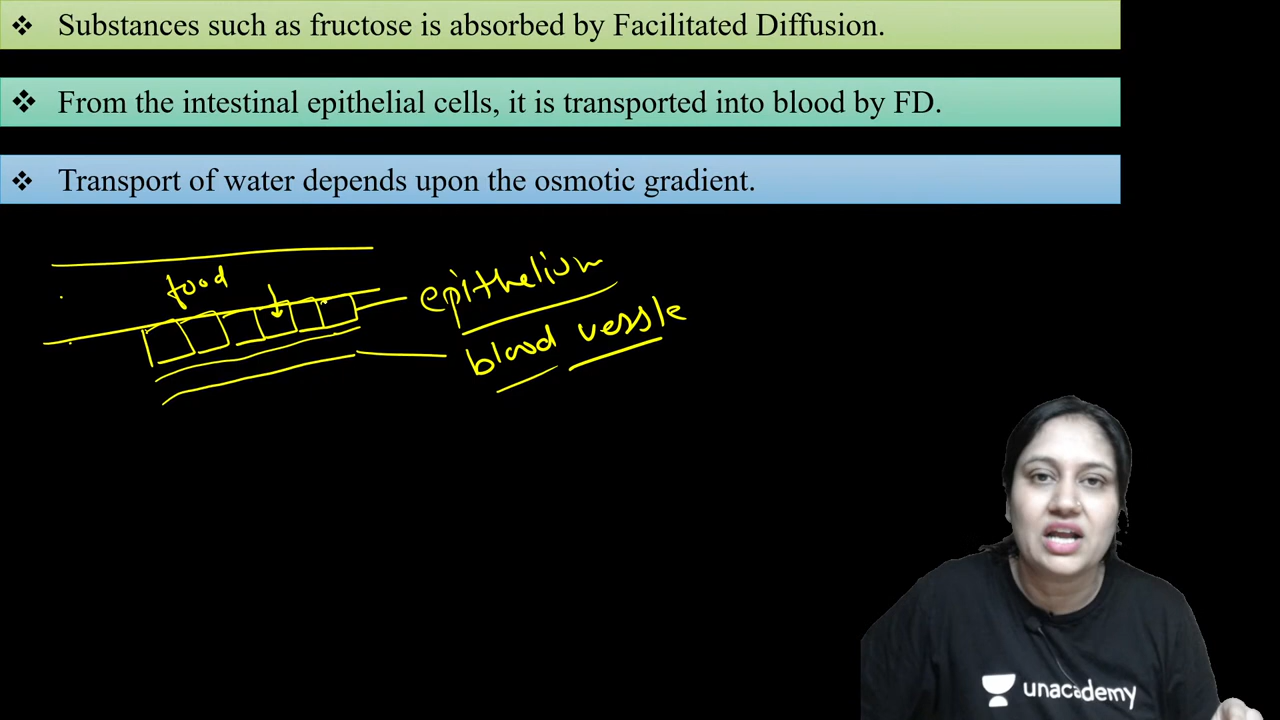 ❖ Substances such as fructose is absorbed by Facilitated Diffusion.
❖ From the intestinal epithelial cells, it is transported into blood by FD.
❖ Transport of water depends upon the osmotic gradient.
food
epithelium
blood vessle
unacademy